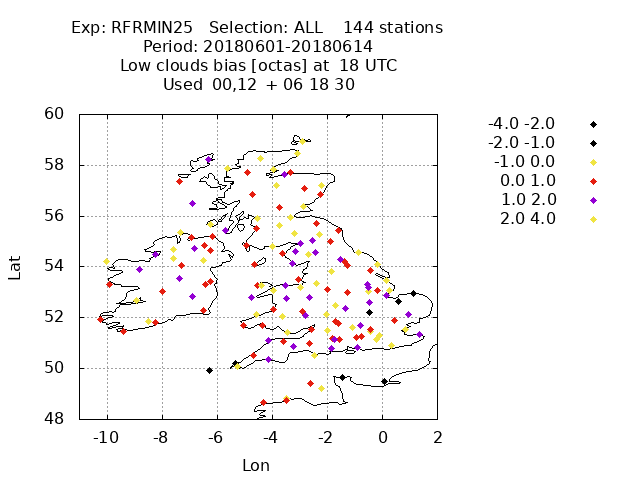 Exp: RFRMIN25 Selection: ALL 144 stations
Period: 20180601-20180614
Low clouds bias [octas] at 18 UTC
Used 00,12 + 06 18 30
-4.0 -2.0
-2.0 -1.0
-1.0 0.0
0.0 1.0
1.0 2.0
2.0 4.0
60
58
56
54
52
50
48
Lat
-10 -8 -6 -4 -2 0 2
Lon